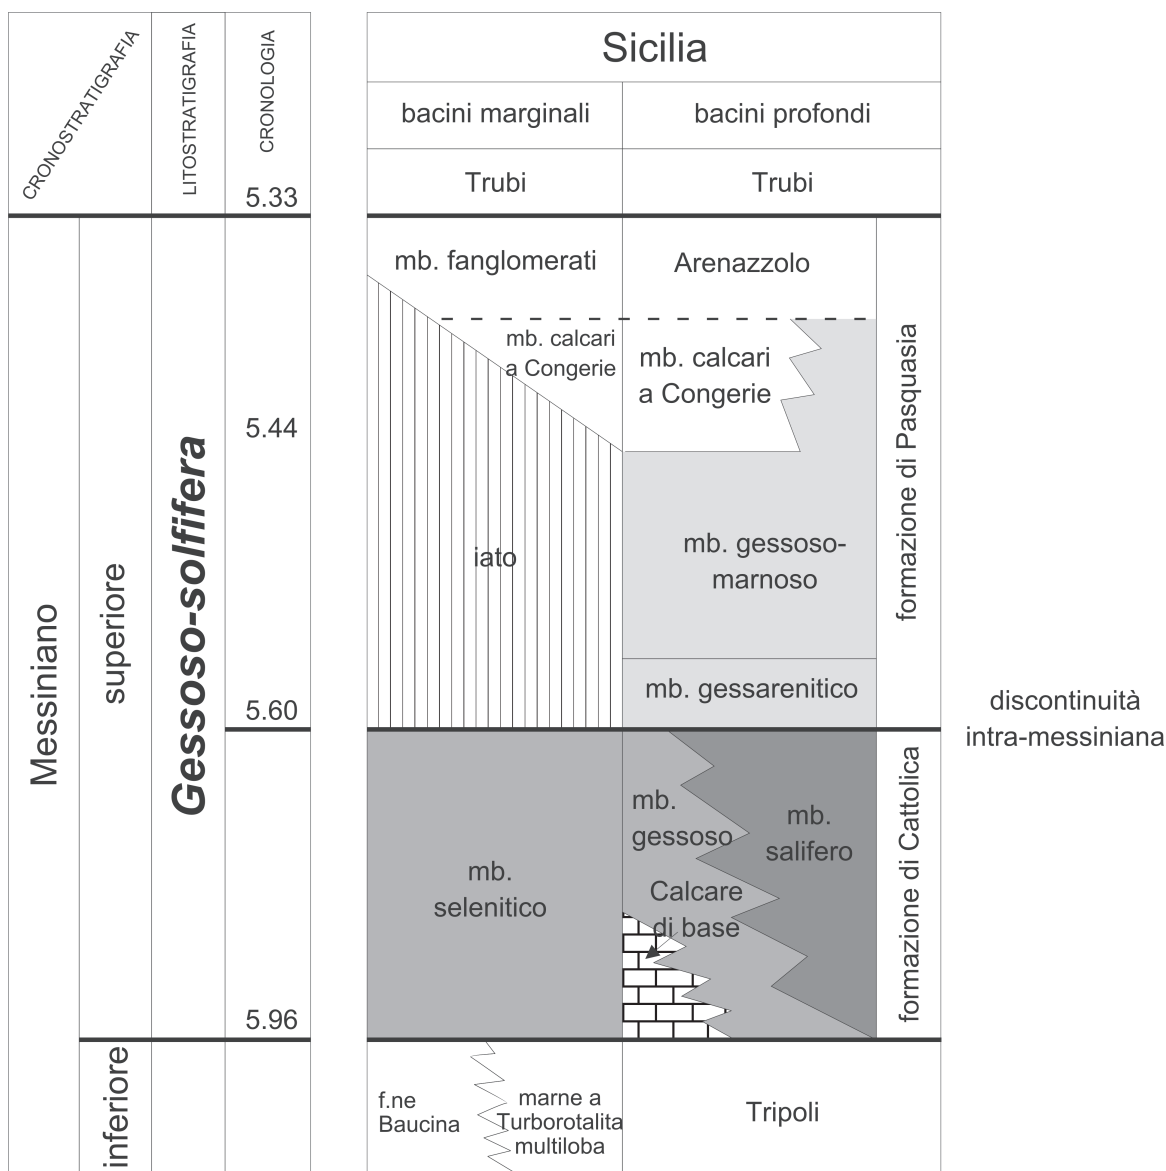 CRONOSTRATIGRAFIA
LITOSTRATIGRAFIA
CRONOLOGIA
Sicilia
bacini marginali
bacini profondi
Trubi
Trubi
5.33
mb. fanglomerati
Arenazzolo
mb. calcari
a Congerie
mb. calcari
a Congerie
5.44
formazione di Pasquasia
Gessoso-solfifera
iato
mb. gessoso-
marnoso
superiore
Messiniano
mb. gessarenitico
5.60
discontinuità
intra-messiniana
mb.
gessoso
mb.
salifero
formazione di Cattolica
mb.
selenitico
Calcare
di base
5.96
inferiore
f.ne
Baucina
marne a
Turborotalita
multiloba
Tripoli